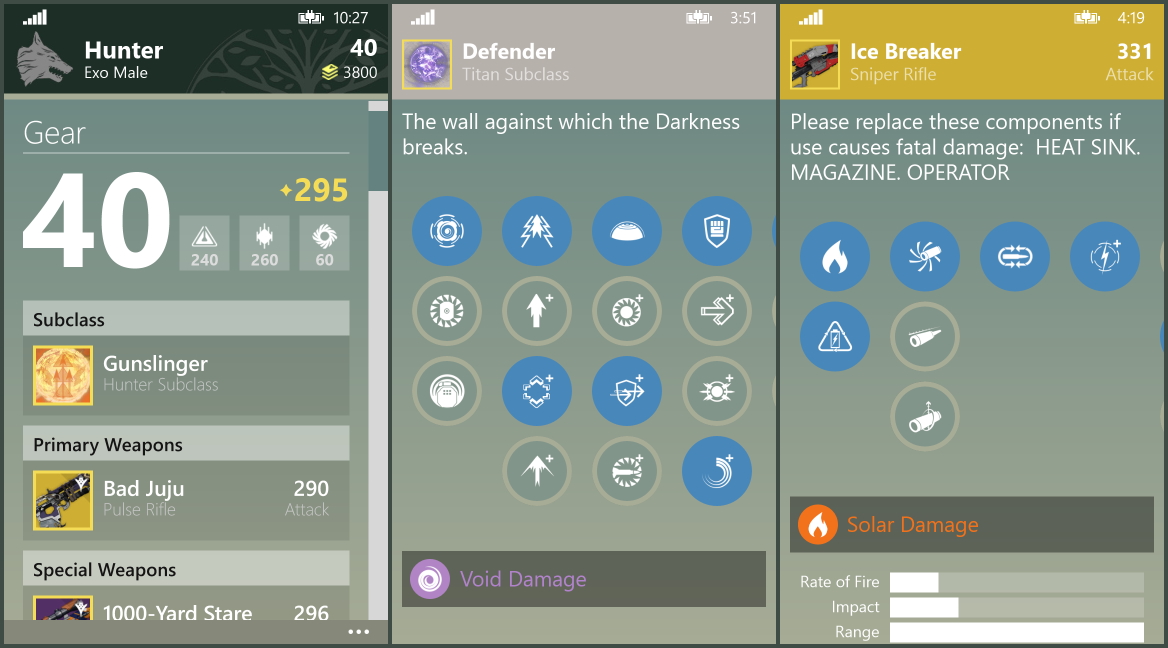 10:27
Hunter
40
Exo Male
3800
Gear
40
295
240
260
60
Subclass
Gunslinger
Hunter Subclass
Primary Weapons
Bad Juju
290
Pulse Rifle
Attack
Special Weapons
1000-Yard Stare
296
3:51
Defender
Titan Subclass
The wall against which the Darkness
breaks.
Void Damage
4:19
Ice Breaker
331
Sniper Rifle
Attack
Please replace these components if
use causes fatal damage:  HEAT SINK.
MAGAZINE. OPERATOR
Solar Damage
Rate of Fire
Impact
Range